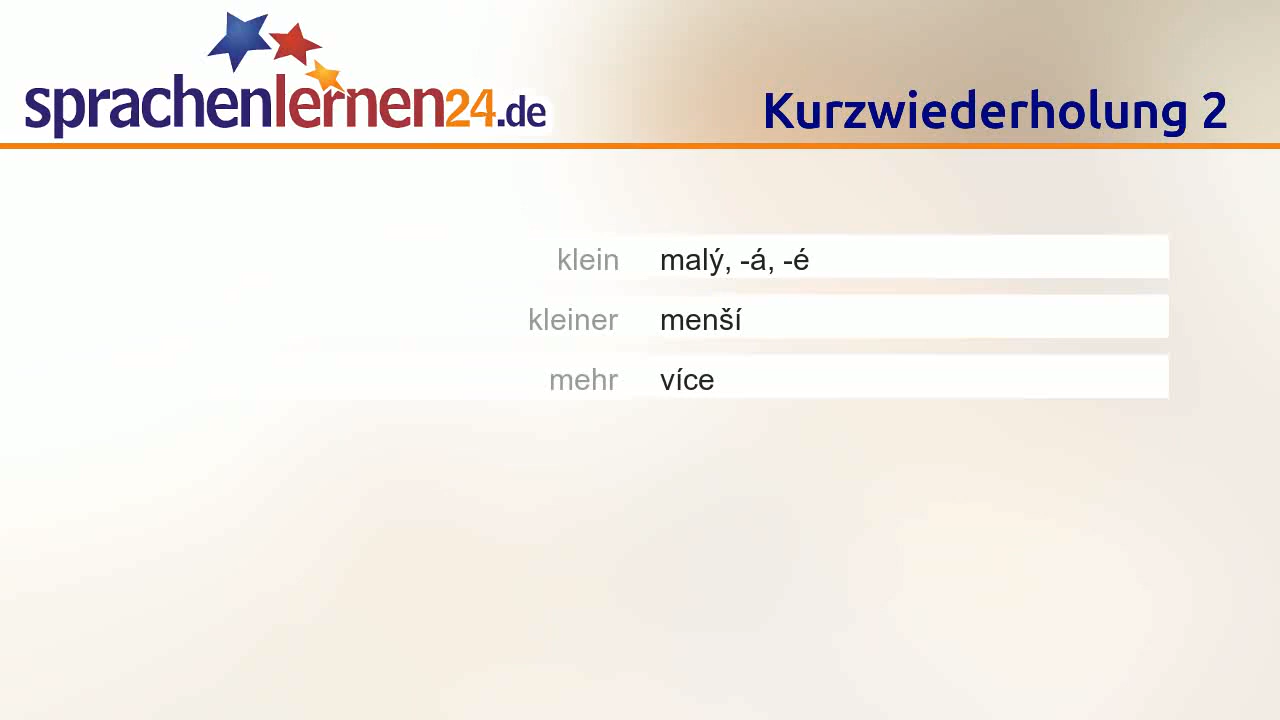 sprachenlernen24.de
Kurzwiederholung 2
klein malý, -á, -é
kleiner menší
mehr více